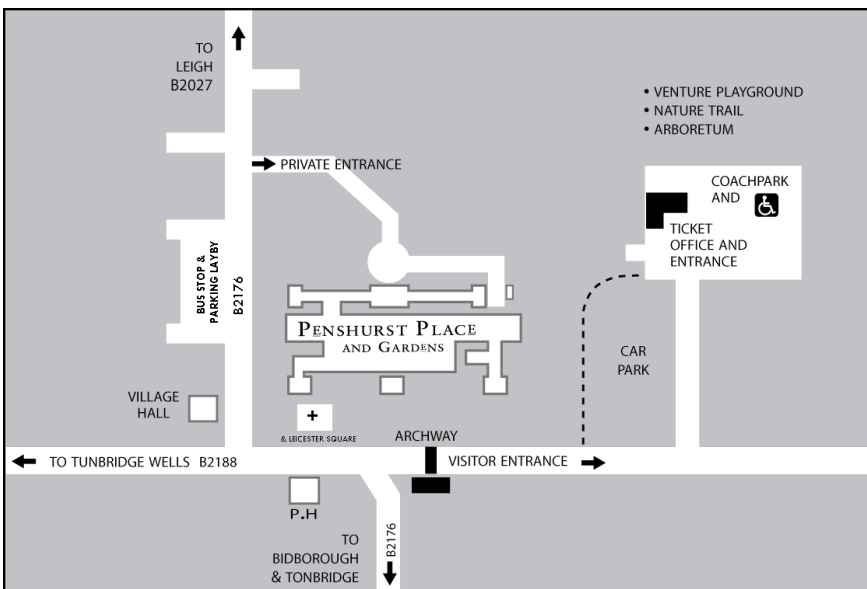 TO
LEIGH
B2027
• VENTURE PLAYGROUND
• NATURE TRAIL
• ARBORETUM
PRIVATE ENTRANCE
COACHPARK
AND
TICKET
OFFICE AND
ENTRANCE
BUS STOP &
PARKING LAYBY
B2176
PENSHURST PLACE
AND GARDENS
CAR
PARK
VILLAGE
HALL
& LEICESTER SQUARE
ARCHWAY
TO TUNBRIDGE WELLS B2188
VISITOR ENTRANCE
P.H
B2176
TO
BIDBOROUGH
& TONBRIDGE